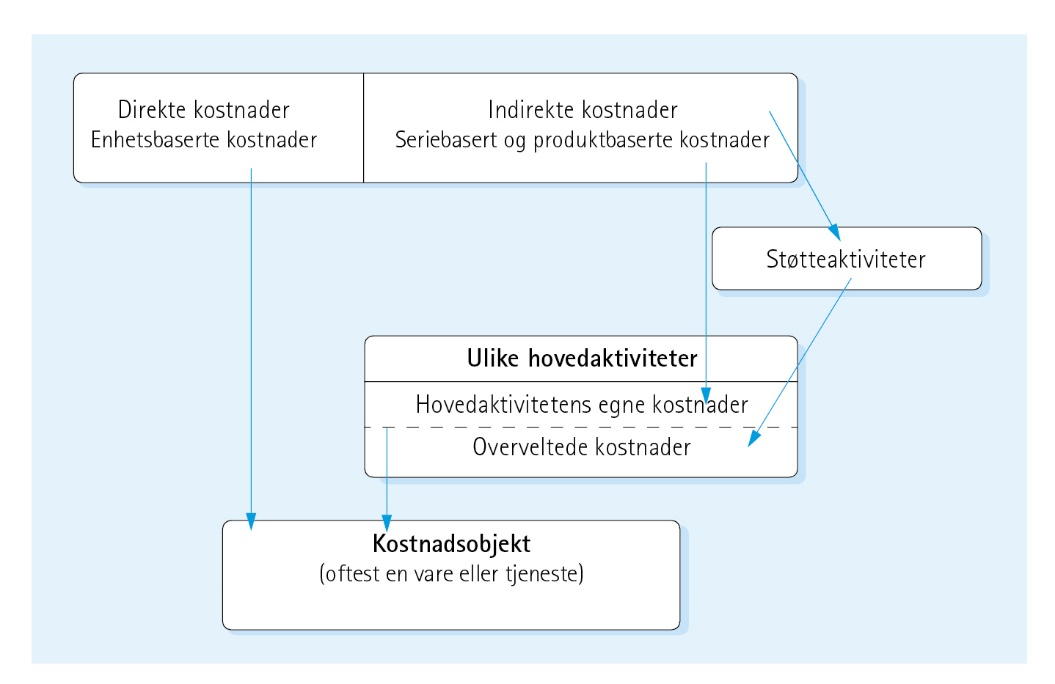 Direkte kostnader
Enhetsbaserte kostnader
Indirekte kostnader
Seriebasert og produktbaserte kostnader
Støtteaktiviteter
Ulike hovedaktiviteter
Hovedaktivitetens egne kostnader
Overveltede kostnader
Kostnadsobjekt
(oftest en vare eller tjeneste)